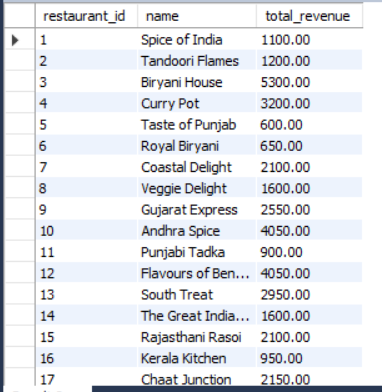 restaurant_id name total_revenue
1 Spice of India 1100.00
2 Tandoori Flames 1200.00
3 Biryani House 5300.00
4 Curry Pot 3200.00
5 Taste of Punjab 600.00
6 Royal Biryani 650.00
7 Coastal Delight 2100.00
8 Veggie Delight 1600.00
9 Gujarat Express 2550.00
10 Andhra Spice 4050.00
11 Punjabi Tadka 900.00
12 Flavours of Ben... 4050.00
13 South Treat 2950.00
14 The Great India... 1600.00
15 Rajasthani Rasoi 2100.00
16 Kerala Kitchen 950.00
17 Chaat Junction 2150.00